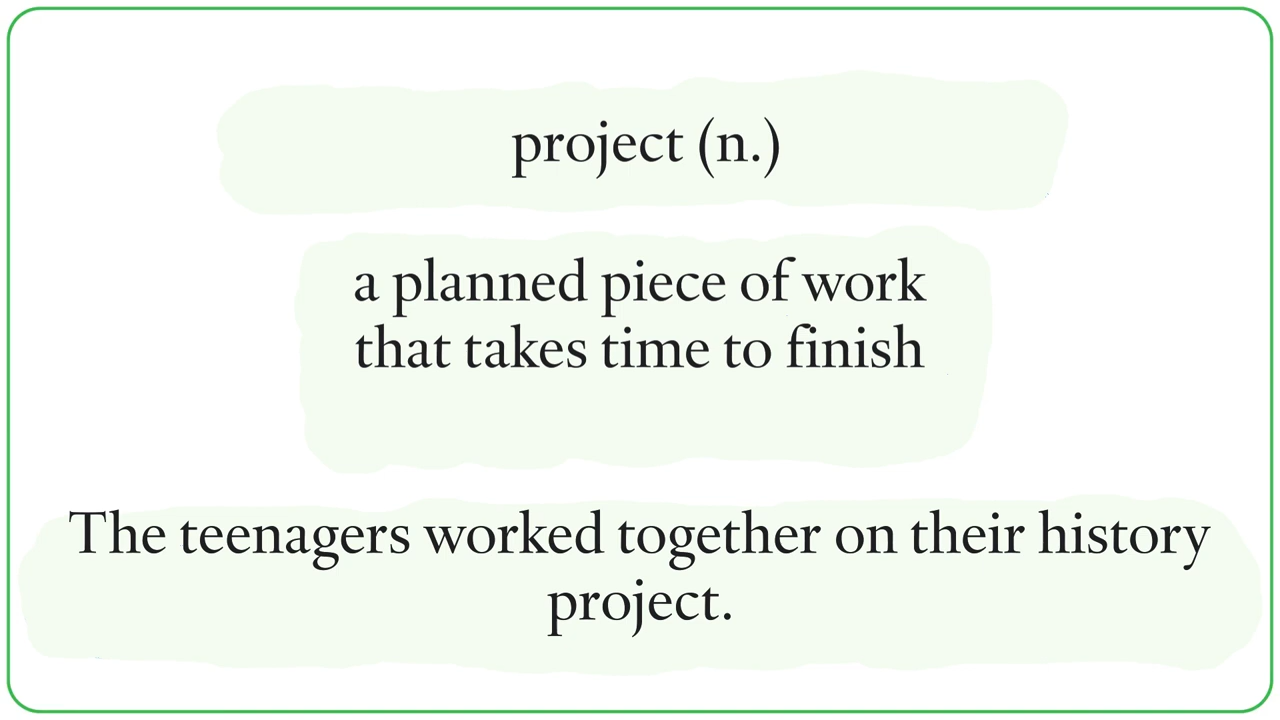 project (n.)
a planned piece of work
that takes time to finish
The teenagers worked together on their history
project.